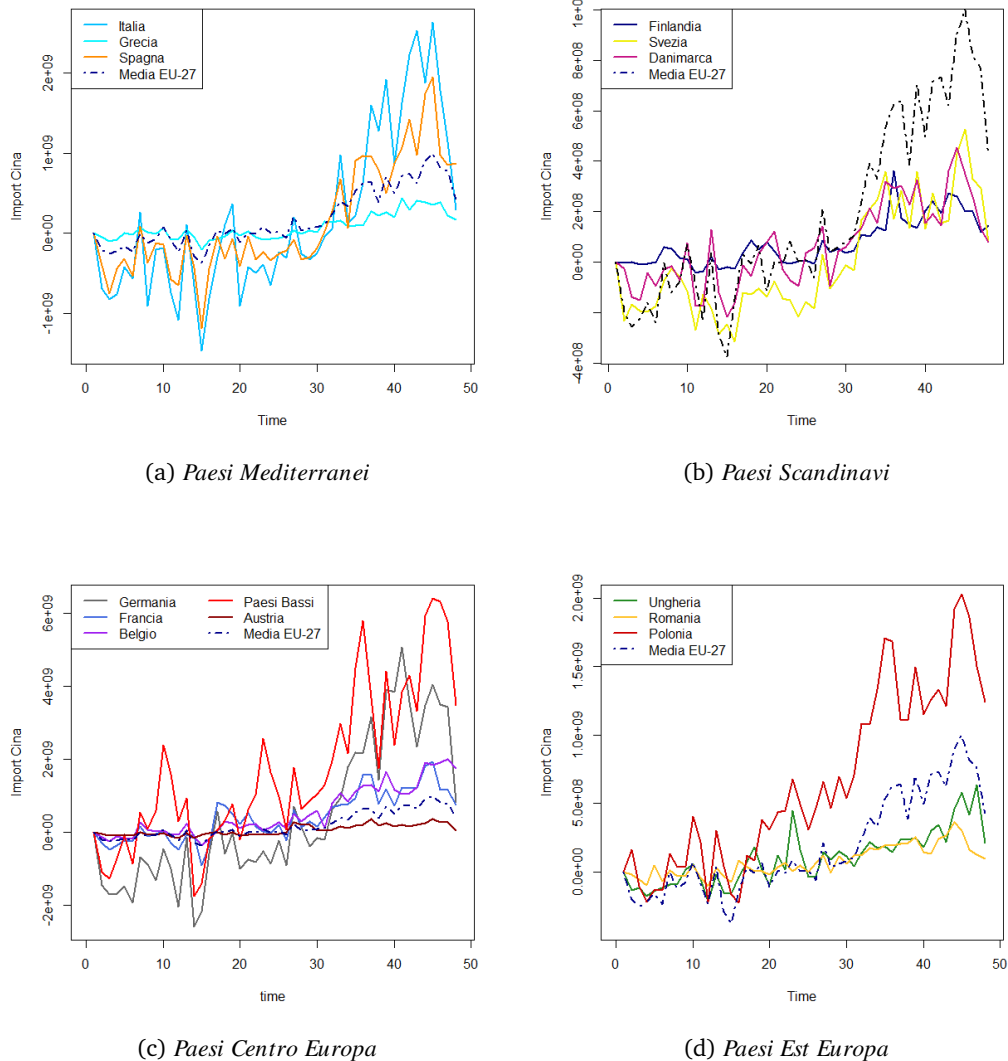 Italia
Grecia
Spagna
Media EU-27
Import Cina
-1e+09
0e+00
1e+09
2e+09
0
10
20
30
40
50
Time
(a) Paesi Mediterranei
Finlandia
Svezia
Danimarca
Media EU-27
Import Cina
-4e+08
0e+00
2e+08
4e+08
6e+08
8e+08
1e+0
0
10
20
30
40
Time
(b) Paesi Scandinavi
Germania
Francia
Belgio
Paesi Bassi
Austria
Media EU-27
Import Cina
-2e+09
0e+00
2e+09
4e+09
6e+09
0
10
20
30
40
50
time
(c) Paesi Centro Europa
Ungheria
Romania
Polonia
Media EU-27
Import Cina
0.0e+00
5.0e+08
1.0e+09
1.5e+09
2.0e+09
0
10
20
30
40
50
Time
(d) Paesi Est Europa